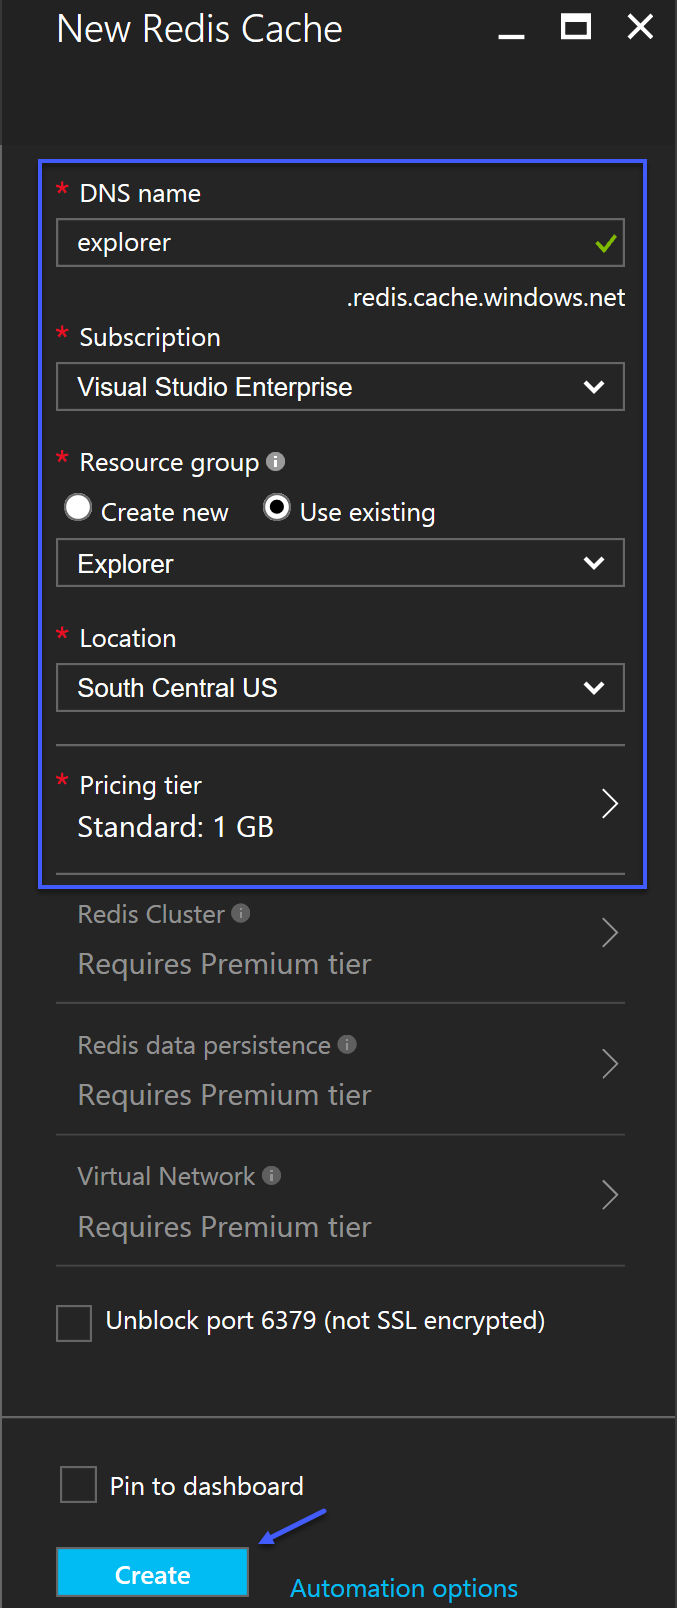 New Redis Cache
* DNS name
explorer
.redis.cache.windows.net
* Subscription
Visual Studio Enterprise
* Resource group
Create new Use existing
Explorer
* Location
South Central US
* Pricing tier
Standard: 1 GB
Redis Cluster
Requires Premium tier
Redis data persistence
Requires Premium tier
Virtual Network
Requires Premium tier
Unblock port 6379 (not SSL encrypted)
Pin to dashboard
Create
Automation options